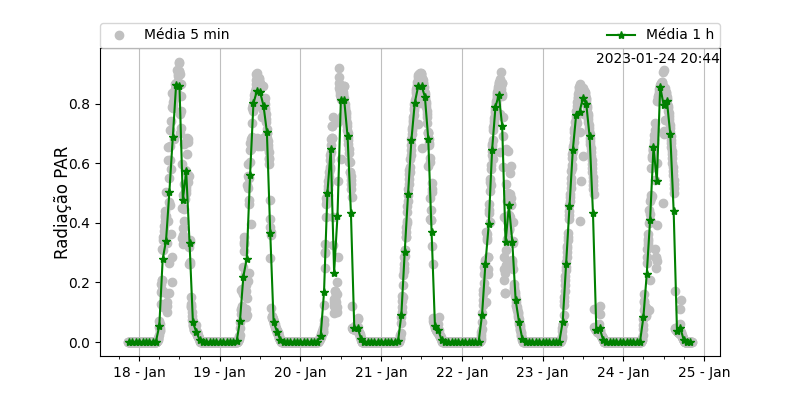 Média 5 min
Média 1 h
2023-01-24 20:44
Radiação PAR
0.8
0.6
0.4
0.2
0.0
18 - Jan
19 - Jan
20 - Jan
21 - Jan
22 - Jan
23 - Jan
24 - Jan
25 - Jan